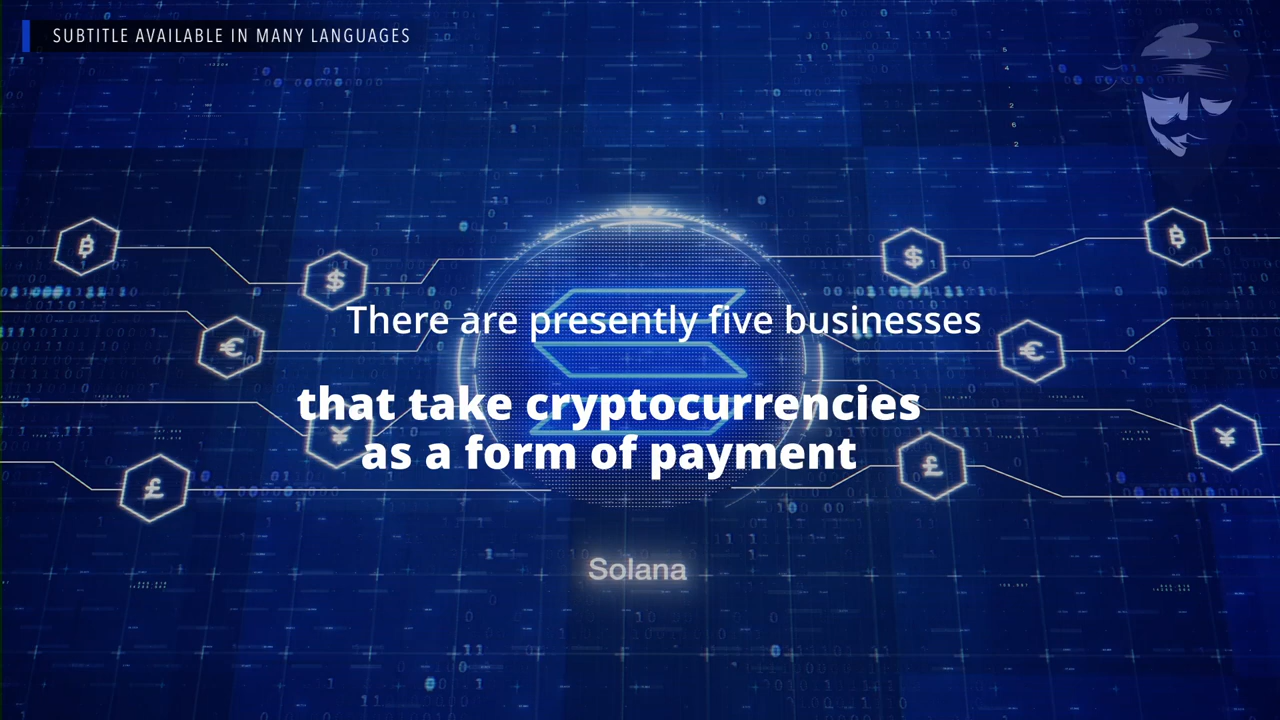 SUBTITLE AVAILABLE IN MANY LANGUAGES
There are presently five businesses
that take cryptocurrencies
as a form of payment
Solana